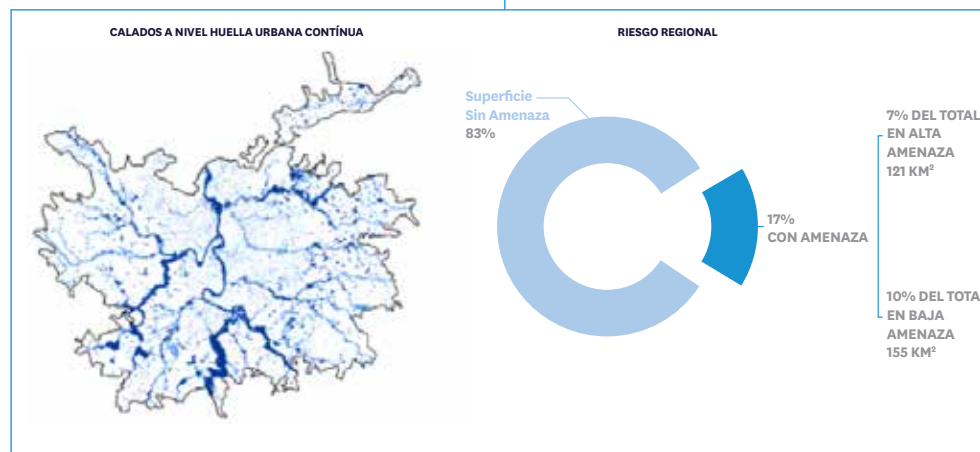 CALADOS A NIVEL HUELLA URBANA CONTÍNUA
RIESGO REGIONAL
Superficie
Sin Amenaza
83%
17%
CON AMENAZA
7% DEL TOTAL
EN ALTA
AMENAZA
121 KM²
10% DEL TOTA
EN BAJA
AMENAZA
155 KM²